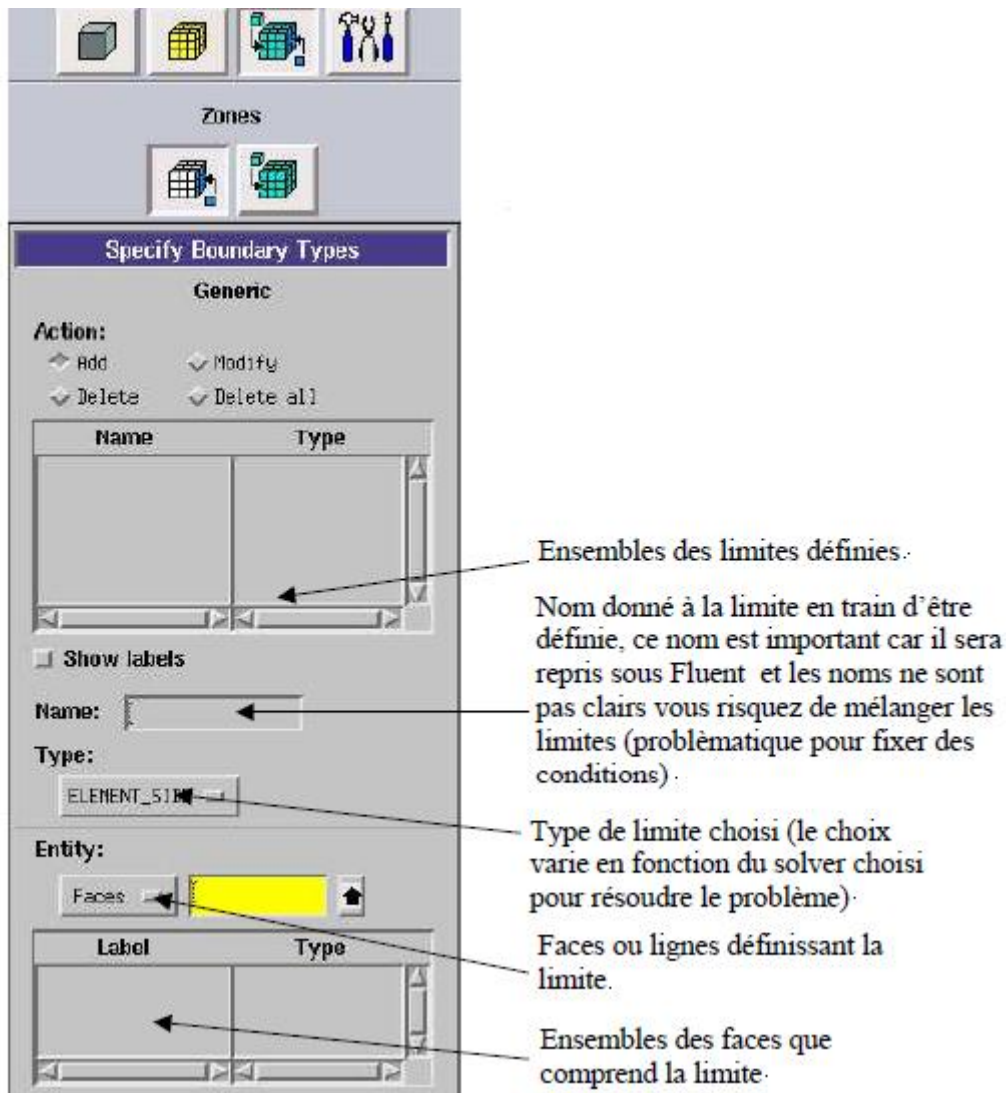 Zones
Specify Boundary Types
Generic
Action:
Add Modify
Delete Delete all
Name Type
Show labels
Name:
Type:
Entity:
Faces
Label Type
Ensembles des limites définies.
Nom donné à la limite en train d'être
définie, ce nom est important car il sera
repris sous Fluent et les noms ne sont
pas clairs vous risquez de mélanger les
limites (problèmatique pour fixer des
conditions).
Type de limite choisi (le choix
varie en fonction du solver choisi
pour résoudre le problème).
Faces ou lignes définissant la
limite.
Ensembles des faces que
comprend la limite.